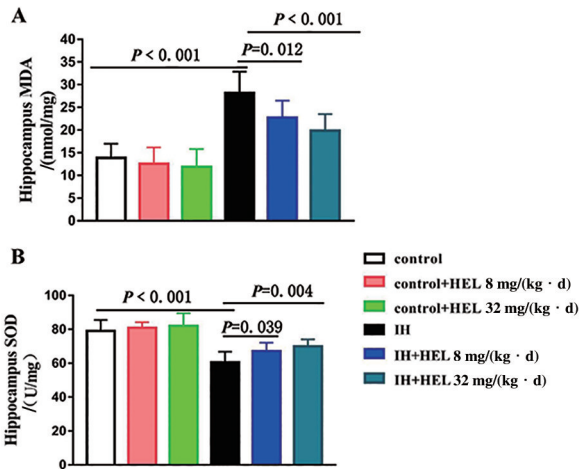 A
P < 0.001
P=0.012
P < 0.001
Hippocampus MDA
/(nmol/mg)
40
35
30
25
20
15
10
5
0
B
P < 0.001
P=0.004
P=0.039
Hippocampus SOD
/(U/mg)
100
80
60
40
20
0
control
control+HEL 8 mg/(kg · d)
control+HEL 32 mg/(kg · d)
IH
IH+HEL 8 mg/(kg · d)
IH+HEL 32 mg/(kg · d)